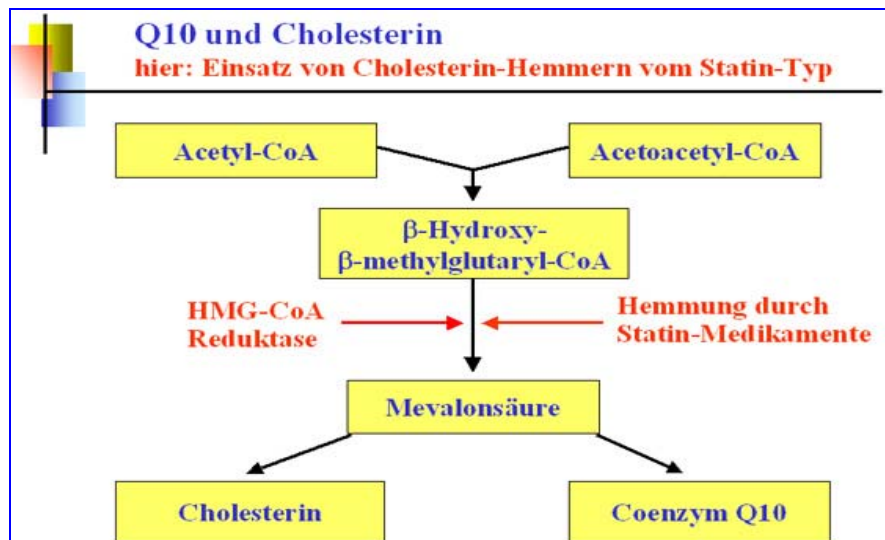 Q10 und Cholesterin
hier: Einsatz von Cholesterin-Hemmern vom Statin-Typ
Acetyl-CoA
Acetoacetyl-CoA
β-Hydroxy-
β-methylglutaryl-CoA
HMG-CoA
Reduktase
Hemmung durch
Statin-Medikamente
Mevalonsäure
Cholesterin
Coenzym Q10